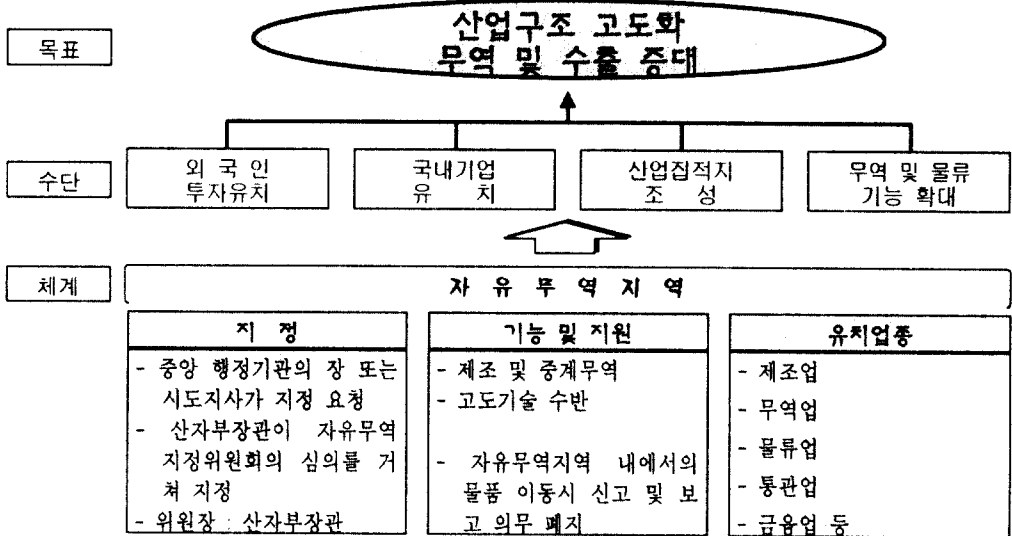 목표
산업구조 고도화
무역 및 수출 증대
수단
외 국 인
투자유치
국내기업
유 치
산업집적지
조 성
무역 및 물류
기능 확대
체계
자 유 무 역 지 역
지 정
- 중앙 행정기관의 장 또는
시도지사가 지정 요청
- 산자부장관이 자유무역
지정위원회의 심의를 거
쳐 지정
- 위원장 : 산자부장관
기능 및 지원
- 제조 및 중계무역
- 고도기술 수반
- 자유무역지역 내에서의
물품 이동시 신고 및 보
고 의무 폐지
유치업종
- 제조업
- 무역업
- 물류업
- 통관업
- 금융업 등